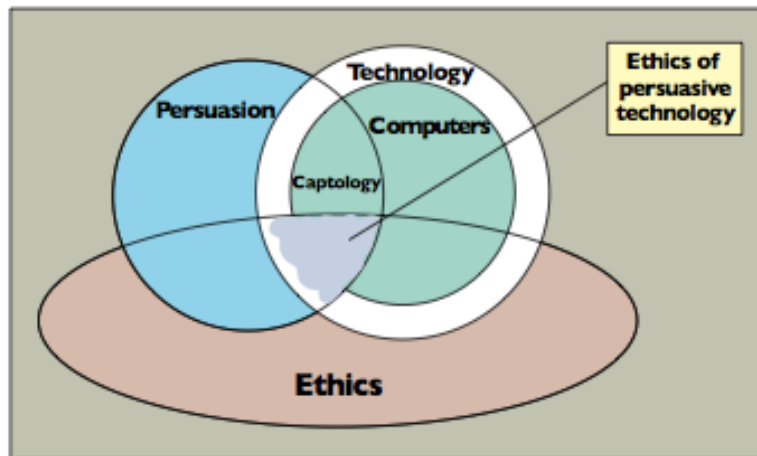 Technology
Ethics of
persuasive
technology
Persuasion
Computers
Captology
Ethics